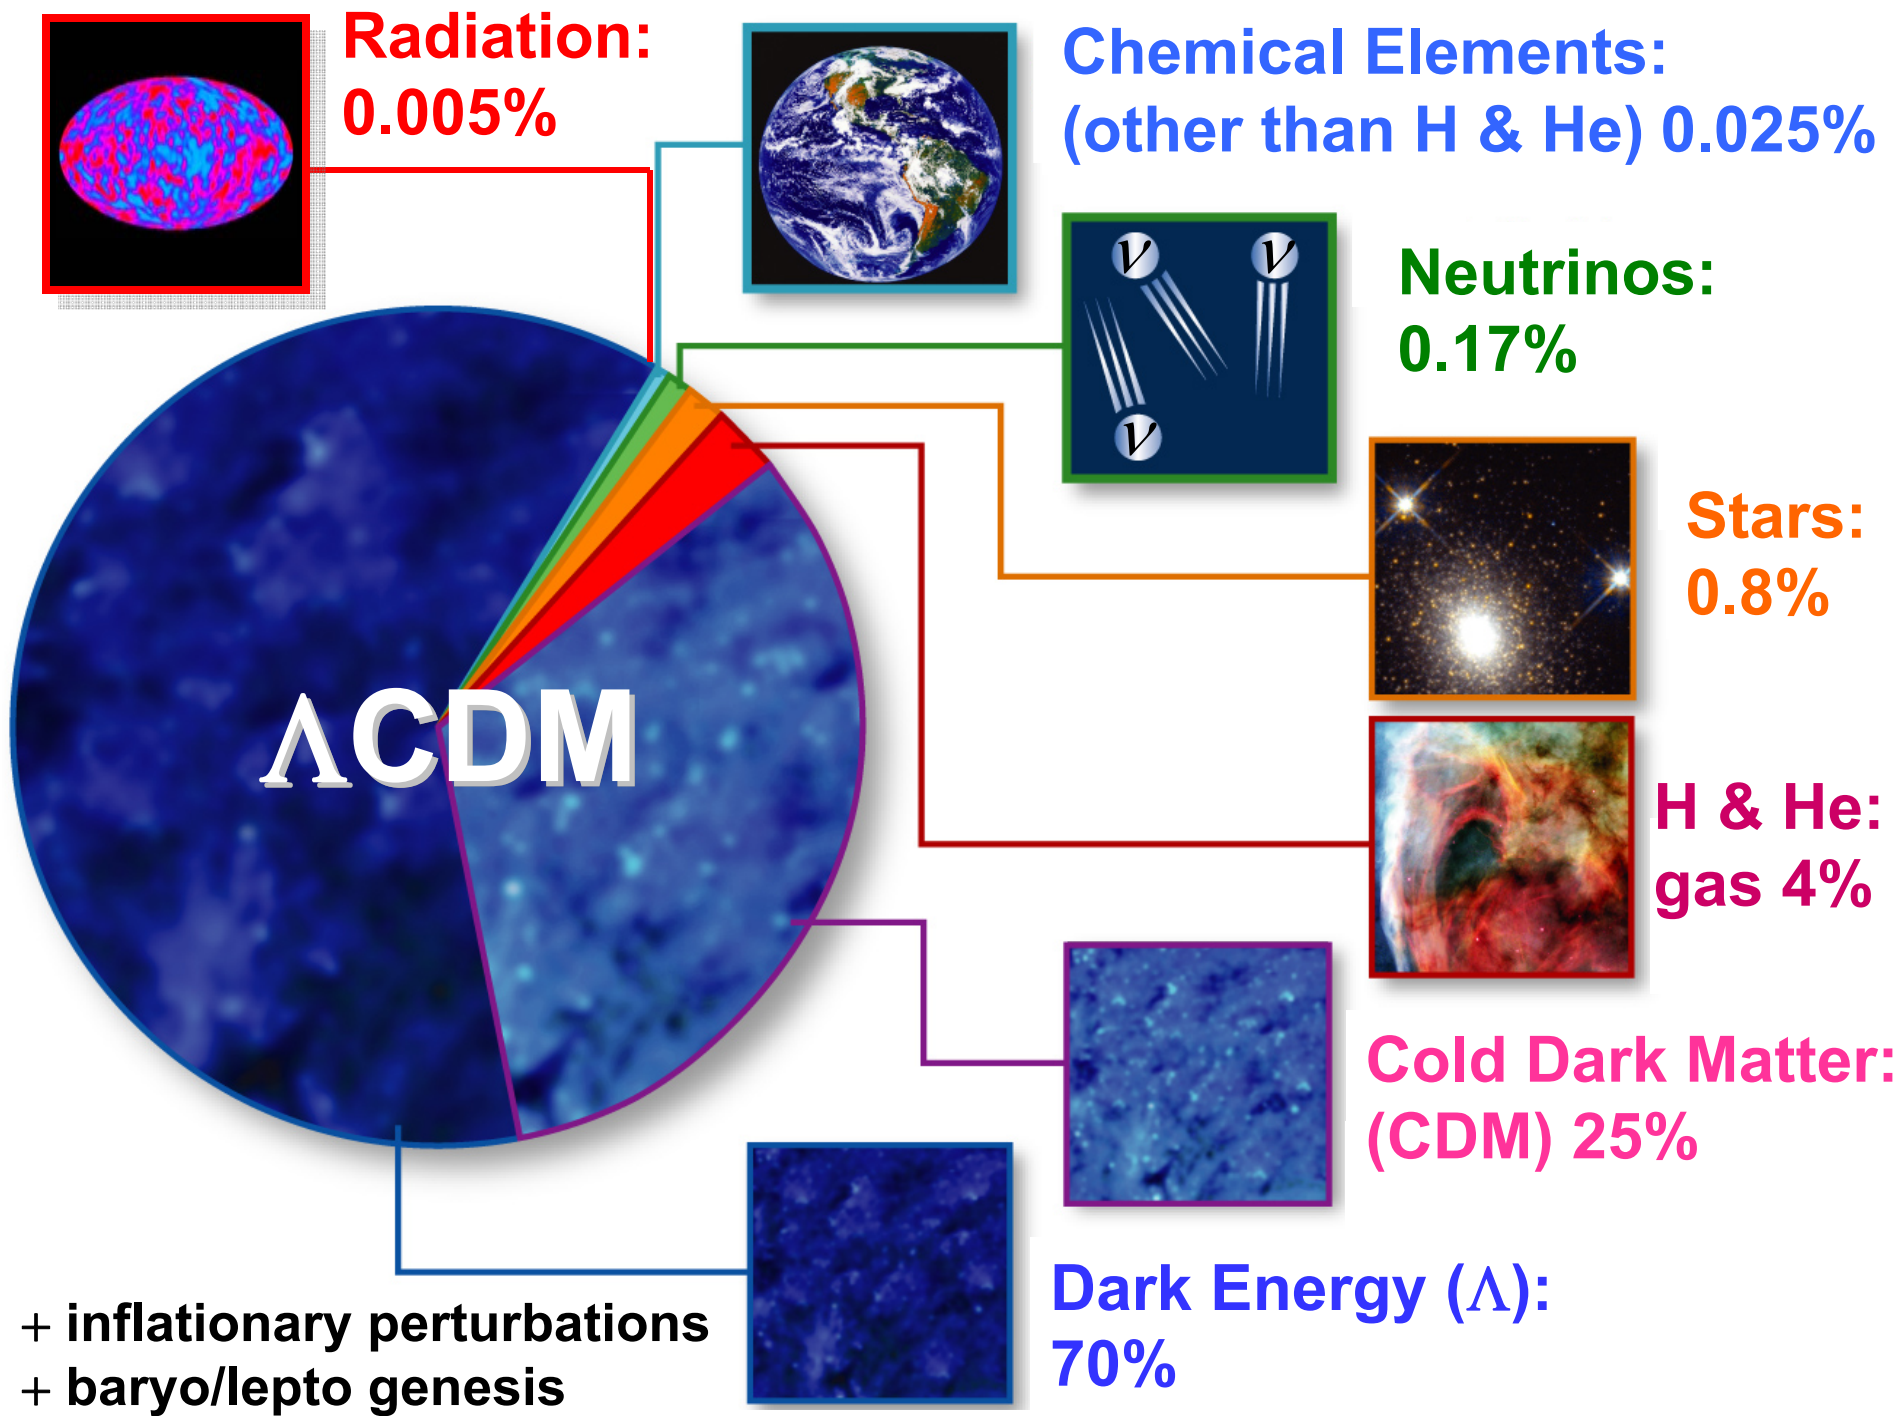 Radiation:
0.005%
Chemical Elements:
(other than H & He) 0.025%
ν
ν
ν
Neutrinos:
0.17%
Stars:
0.8%
ΛCDM
H & He:
gas 4%
Cold Dark Matter:
(CDM) 25%
Dark Energy (Λ):
70%
+ inflationary perturbations
+ baryo/lepto genesis